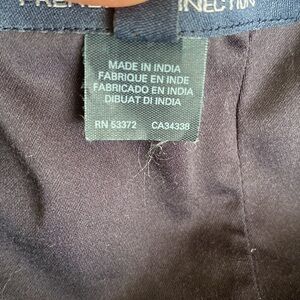 MADE IN INDIA
FABRIQUE EN INDE
FABRICADO EN INDIA
DIBUAT DI INDIA
RN 53372 CA34338